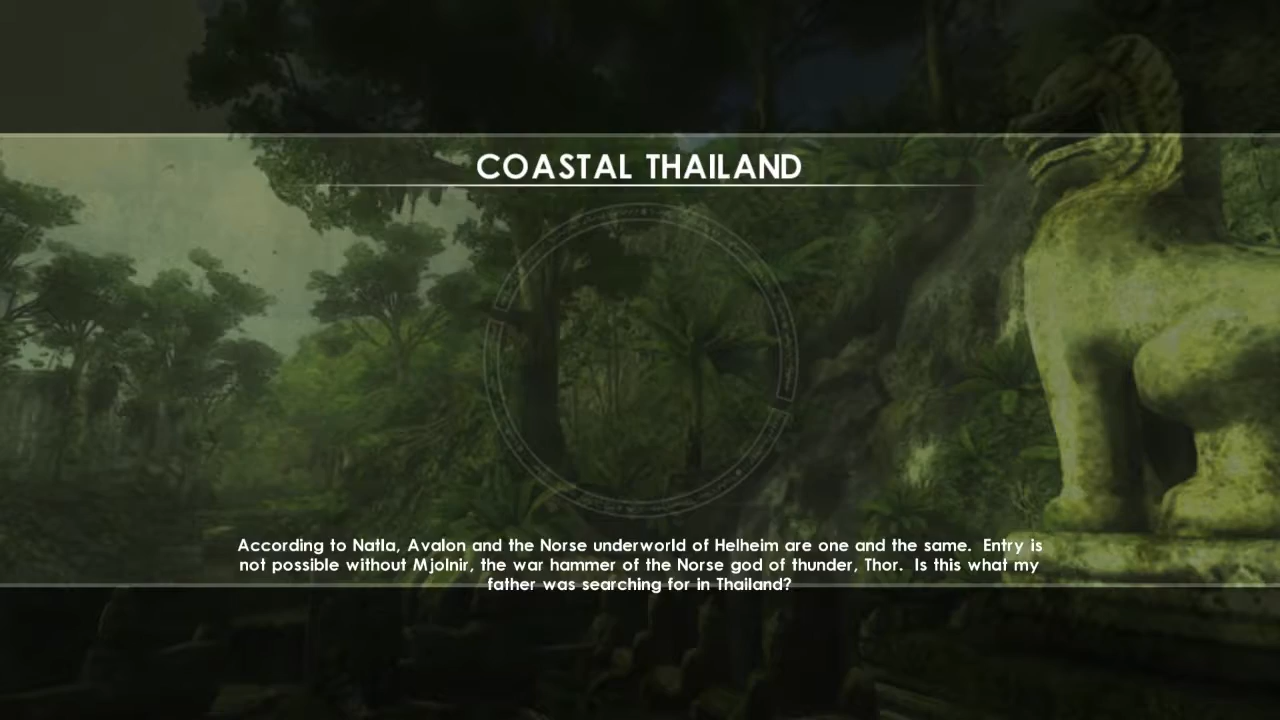 COASTAL THAILAND
According to Natla, Avalon and the Norse underworld of Helheim are one and the same.  Entry is
not possible without Mjolnir, the war hammer of the Norse god of thunder, Thor.  Is this what my
father was searching for in Thailand?